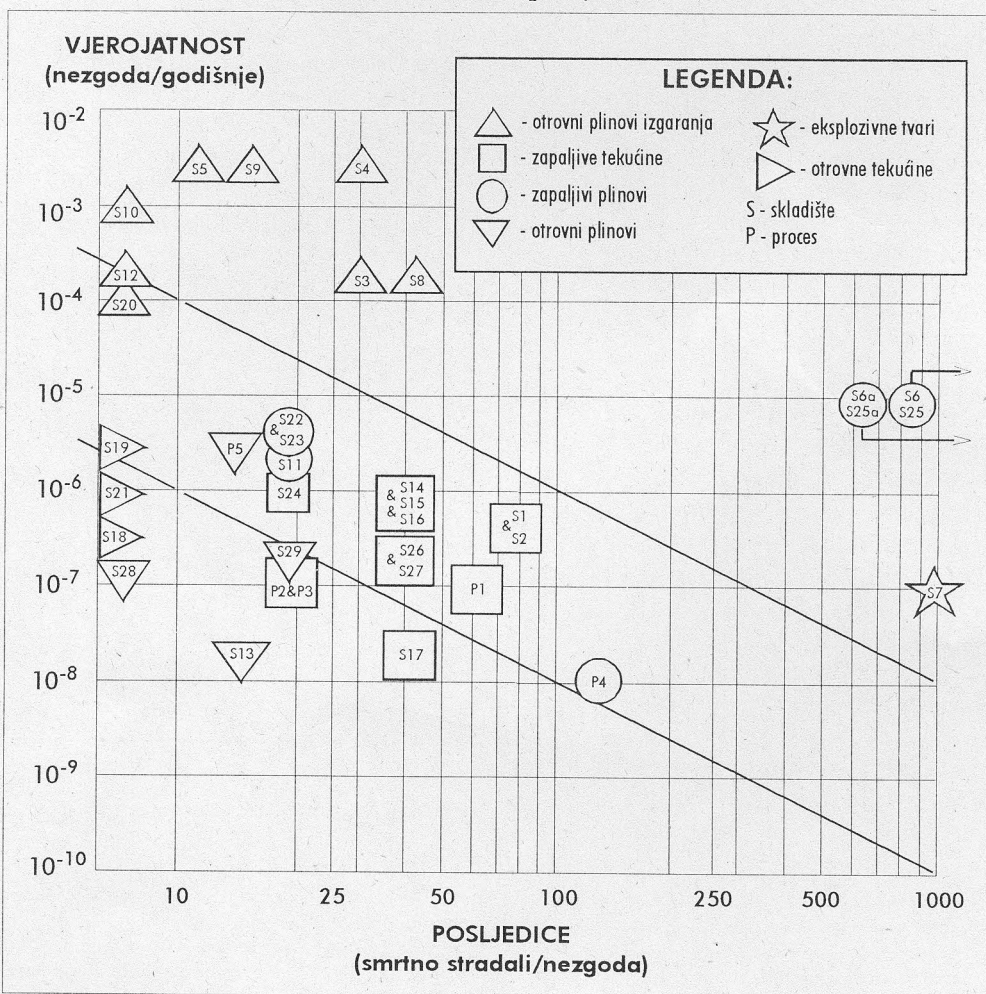 VJEROJATNOST
(nezgoda/godišnje)
LEGENDA:
- otrovni plinovi izgaranja
- zapaljive tekućine
- zapaljivi plinovi
- otrovni plinovi
- eksplozivne tvari
- otrovne tekućine
S - skladište
P - proces
10-2
10-3
10-4
10-5
10-6
10-7
10-8
10-9
10-10
S5
S9
S4
S10
S12
S20
S3
S8
S6a
S25a
S6
S25
S22
& S23
S11
S24
P5
S19
S21
S18
S28
S14
& S15
& S16
S1
& S2
S26
& S27
S29
P2&P3
P1
S7
S13
S17
P4
10
25
50
100
250
500
1000
POSLJEDICE
(smrtno stradali/nezgoda)